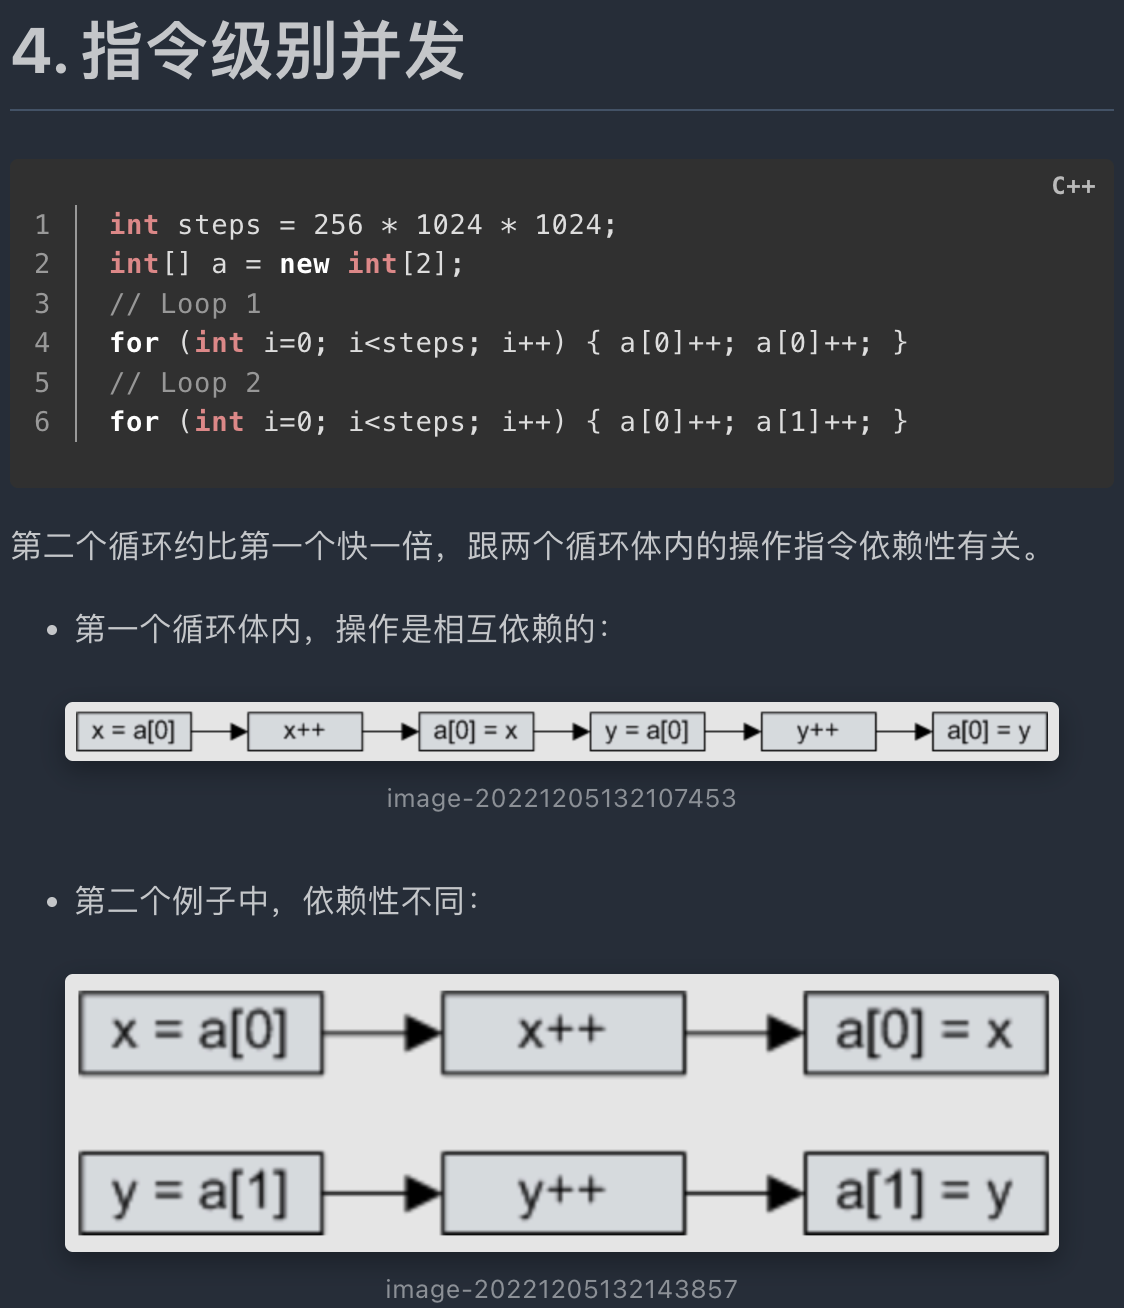 4. 指令级别并发
C++
1 int steps = 256 * 1024 * 1024;
2 int[] a = new int[2];
3 // Loop 1
4 for (int i=0; i<steps; i++) { a[0]++; a[0]++; }
5 // Loop 2
6 for (int i=0; i<steps; i++) { a[0]++; a[1]++; }
第二个循环约比第一个快一倍，跟两个循环体内的操作指令依赖性有关。
• 第一个循环体内，操作是相互依赖的：
x = a[0] x++ a[0] = x y = a[0] y++ a[0] = y
image-20221205132107453
• 第二个例子中，依赖性不同：
x = a[0] x++ a[0] = x
y = a[1] y++ a[1] = y
image-20221205132143857